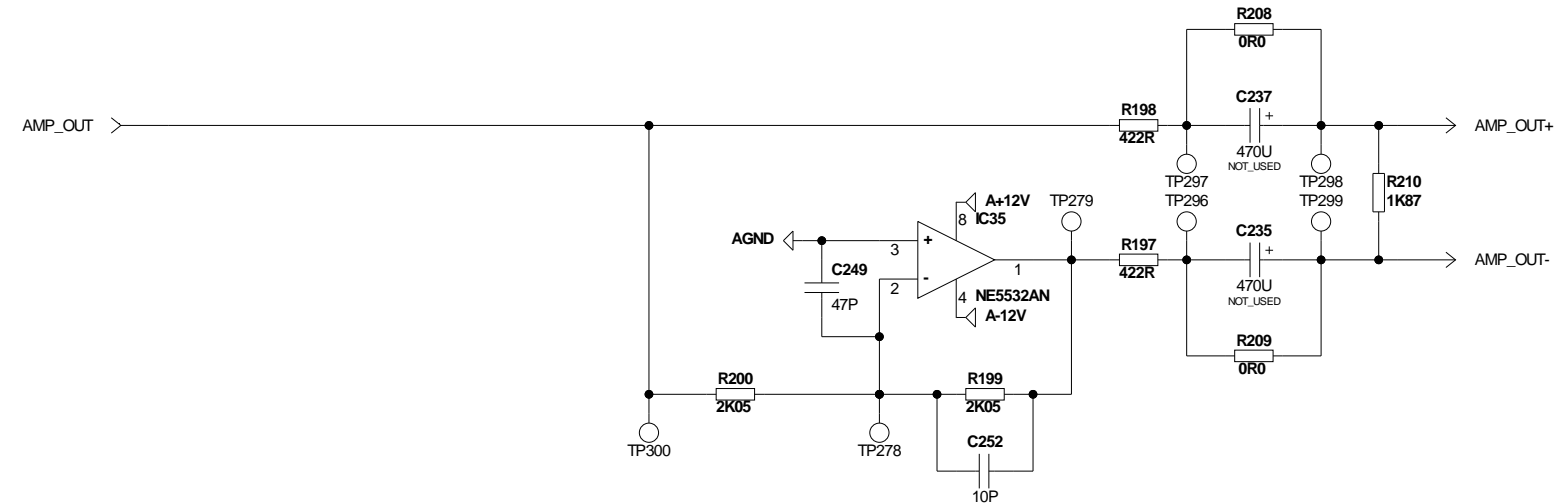 R208
0R0
C237
470U
NOT_USED
AMP_OUT
R198
422R
AMP_OUT+
TP297
TP298
R210
1K87
TP296
TP299
A+12V
8 IC35
TP279
AGND
3
+
C249
47P
2
-
1
4 NE5532AN
A-12V
R197
422R
C235
470U
NOT_USED
AMP_OUT-
R209
0R0
R200
2K05
R199
2K05
TP300
TP278
C252
10P
+
+